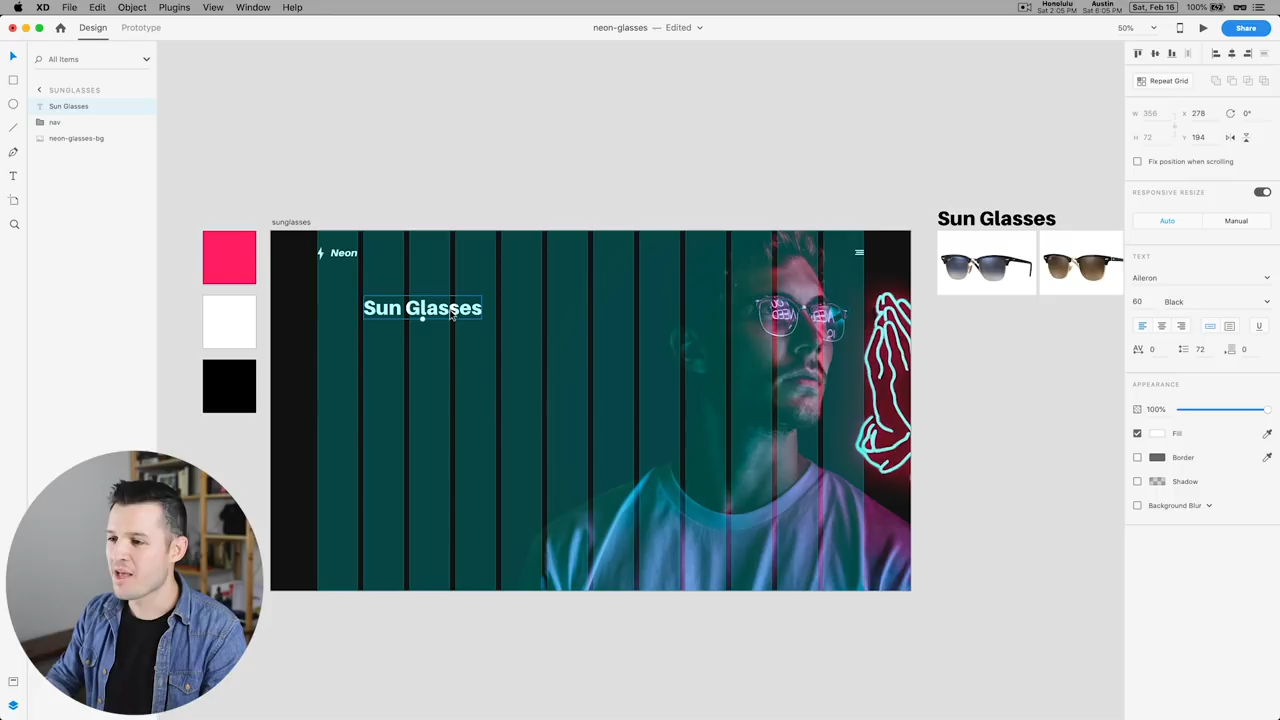 XD File Edit Object Plugins View Window Help
Honolulu Sat 2:05 PM
Austin Sat 6:05 PM
Sat, Feb 16
100%
Design Prototype
neon-glasses — Edited
50%
Share
All Items
SUNGLASSES
Sun Glasses
nav
neon-glasses-bg
sunglasses
Neon
Sun Glasses
Sun Glasses
Repeat Grid
W 356 X 278 0°
H 72 Y 194
Fix position when scrolling
RESPONSIVE RESIZE
Auto Manual
TEXT
Aileron
60 Black
0 72 0
APPEARANCE
100%
Fill
Border
Shadow
Background Blur